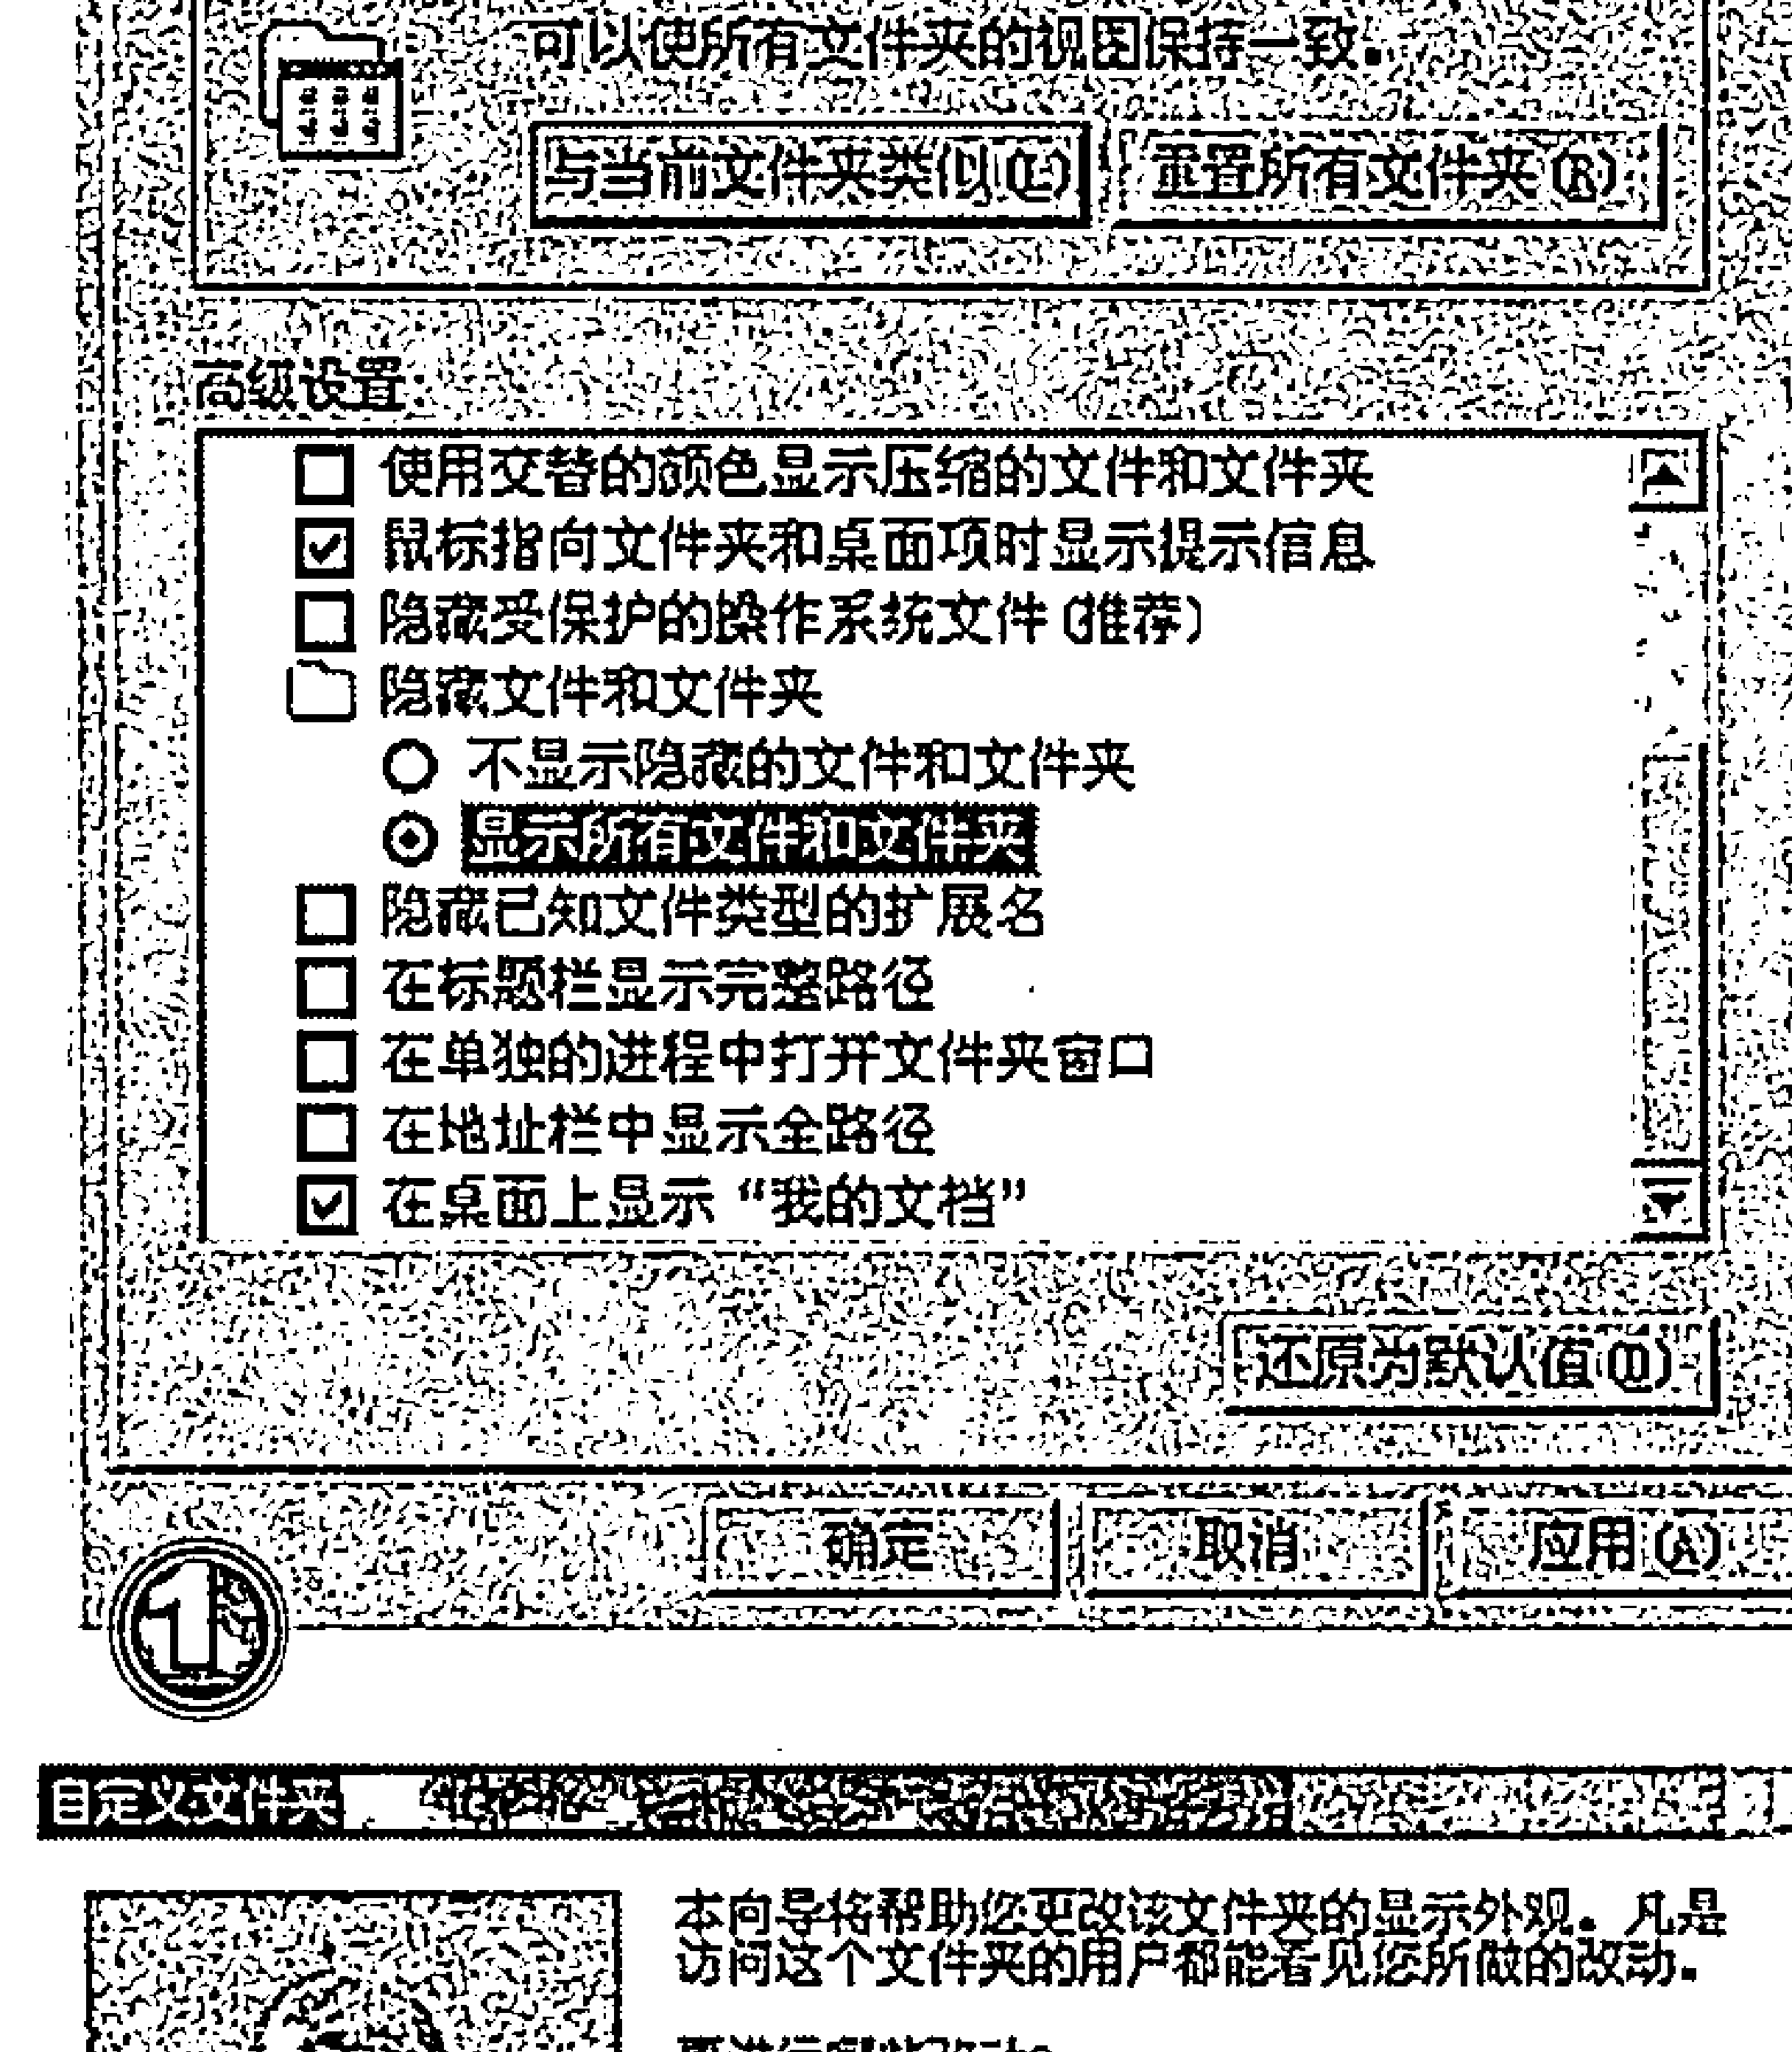 可以使所有文件夹的视图保持一致。
与当前文件夹类似(L) 重置所有文件夹(R)
高级设置:
使用交替的颜色显示压缩的文件和文件夹
鼠标指向文件夹和桌面项时显示提示信息
隐藏受保护的操作系统文件(推荐)
隐藏文件和文件夹
不显示隐藏的文件和文件夹
显示所有文件和文件夹
隐藏已知文件类型的扩展名
在标题栏显示完整路径
在单独的进程中打开文件夹窗口
在地址栏中显示全路径
在桌面上显示“我的文档”
还原为默认值(D)
确定 取消 应用(A)
1
自定义文件夹
本向导将帮助您更改该文件夹的显示外观。凡是
访问这个文件夹的用户都能看见您所做的改动。